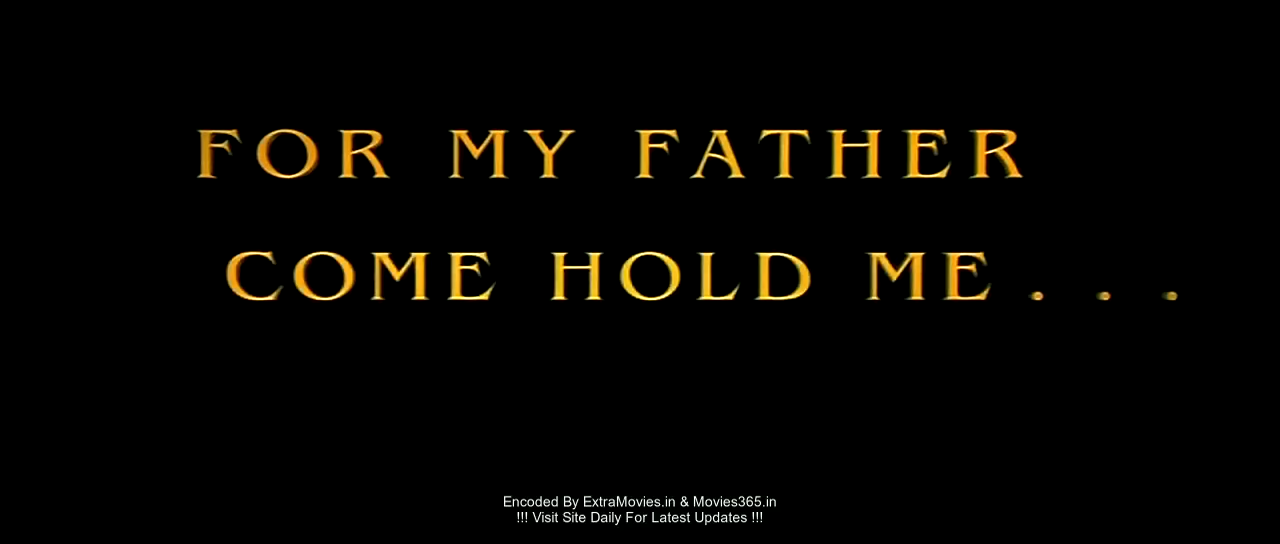 FOR MY FATHER
COME HOLD ME . . .
Encoded By ExtraMovies.in & Movies365.in
!!! Visit Site Daily For Latest Updates !!!